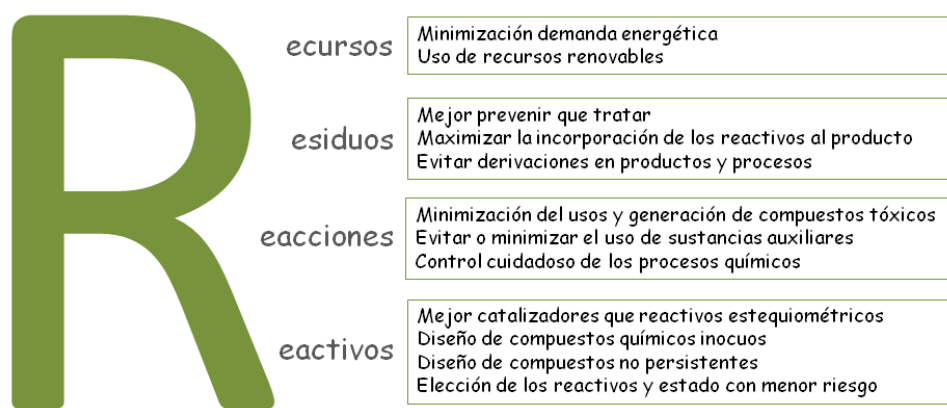 R
ecursos
Minimización demanda energética
Uso de recursos renovables
esiduos
Mejor prevenir que tratar
Maximizar la incorporación de los reactivos al producto
Evitar derivaciones en productos y procesos
eacciones
Minimización del usos y generación de compuestos tóxicos
Evitar o minimizar el uso de sustancias auxiliares
Control cuidadoso de los procesos químicos
eactivos
Mejor catalizadores que reactivos estequiométricos
Diseño de compuestos químicos inocuos
Diseño de compuestos no persistentes
Elección de los reactivos y estado con menor riesgo